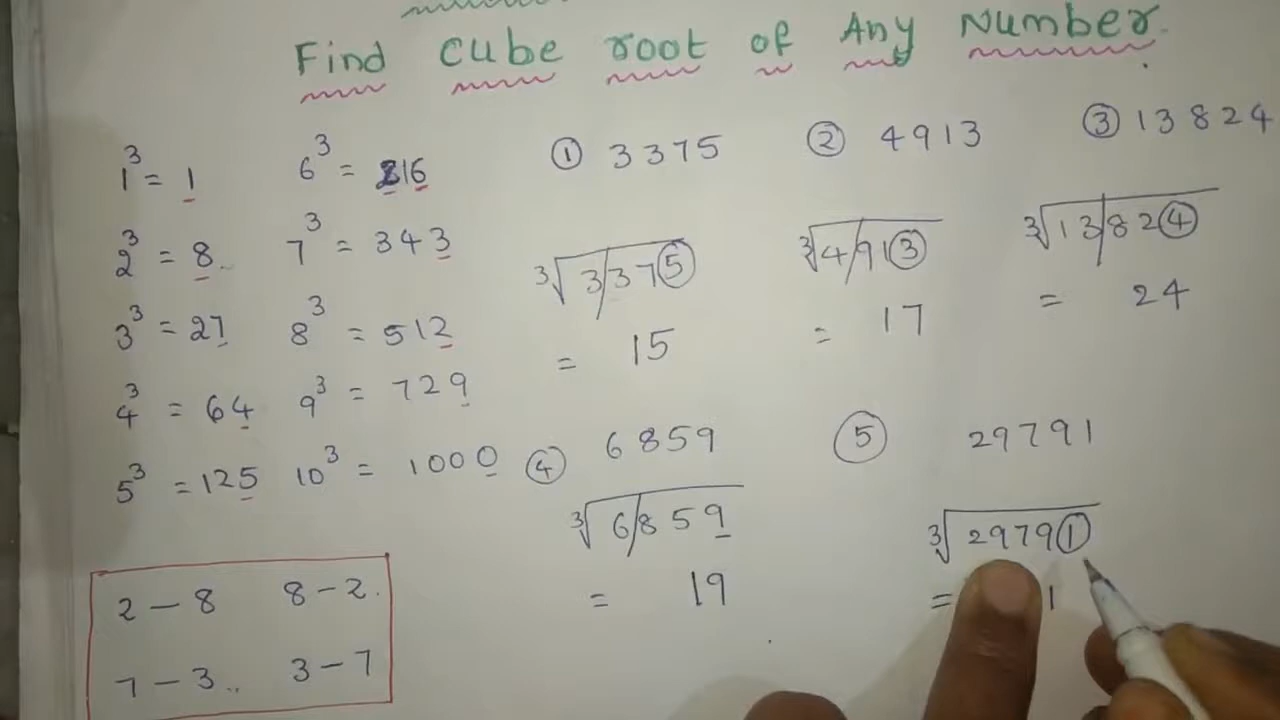 Find Cube root of Any Number.
1³ = 1
2³ = 8
3³ = 27
4³ = 64
5³ = 125
6³ = 216
7³ = 343
8³ = 512
9³ = 729
10³ = 1000
2 – 8 8 – 2.
7 – 3.. 3 – 7
① 3375
∛3/375
= 15
② 4913
∛4/913
= 17
③ 13824
∛13/824
= 24
④ 6859
∛6/859
= 19
⑤ 29791
∛29791
= 1